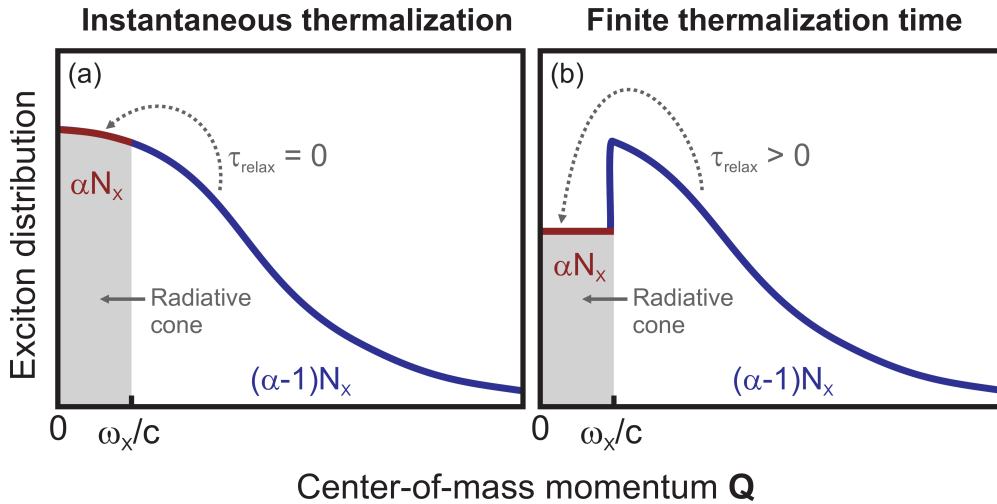 Instantaneous thermalization
Finite thermalization time
Exciton distribution
(a)
τrelax = 0
αNx
Radiative
cone
(α-1)Nx
0
ωx/c
(b)
τrelax > 0
αNx
Radiative
cone
(α-1)Nx
0
ωx/c
Center-of-mass momentum Q